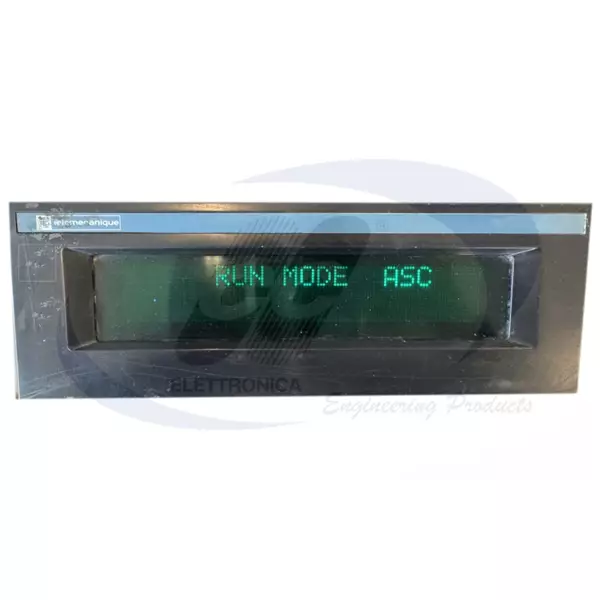 Telemecanique
RUN MODE ASC
ELETTRONICA
Engineering Products